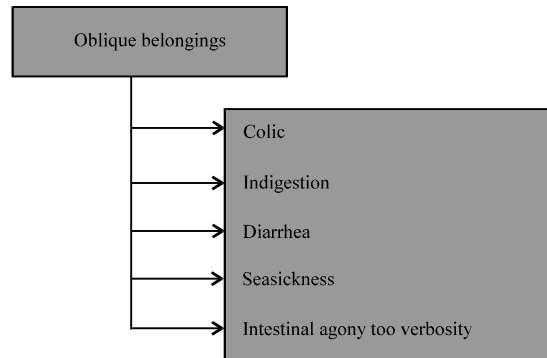 Oblique belongings
Colic
Indigestion
Diarrhea
Seasickness
Intestinal agony too verbosity